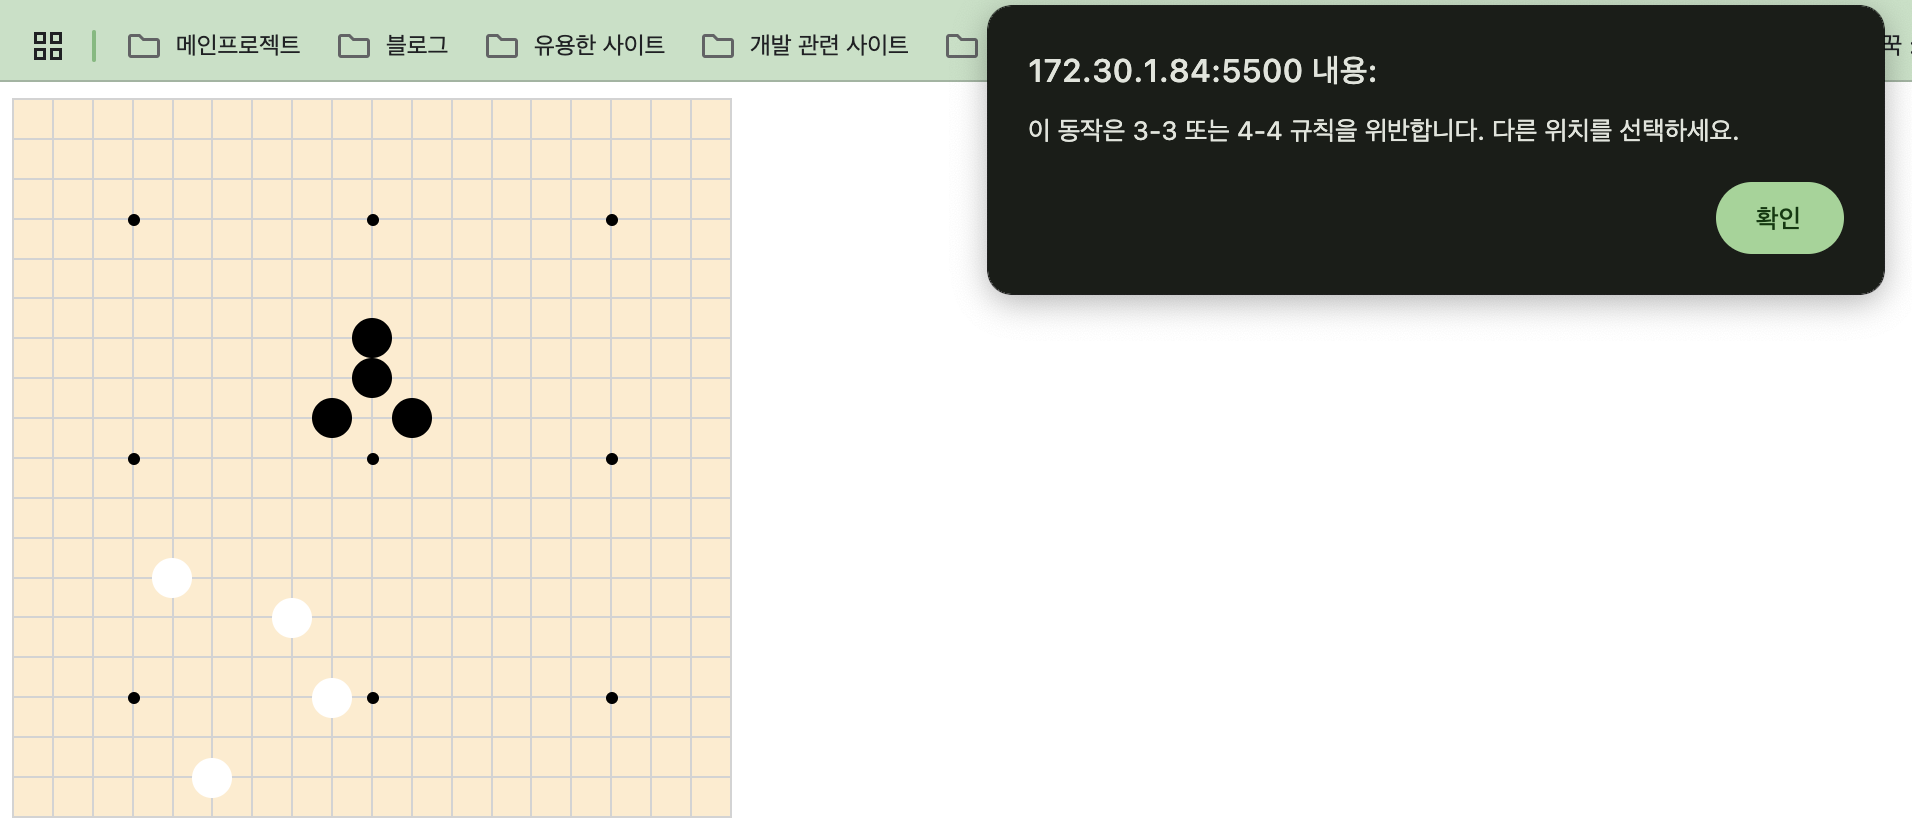 메인프로젝트
블로그
유용한 사이트
개발 관련 사이트
꾹
172.30.1.84:5500 내용:
이 동작은 3-3 또는 4-4 규칙을 위반합니다. 다른 위치를 선택하세요.
확인